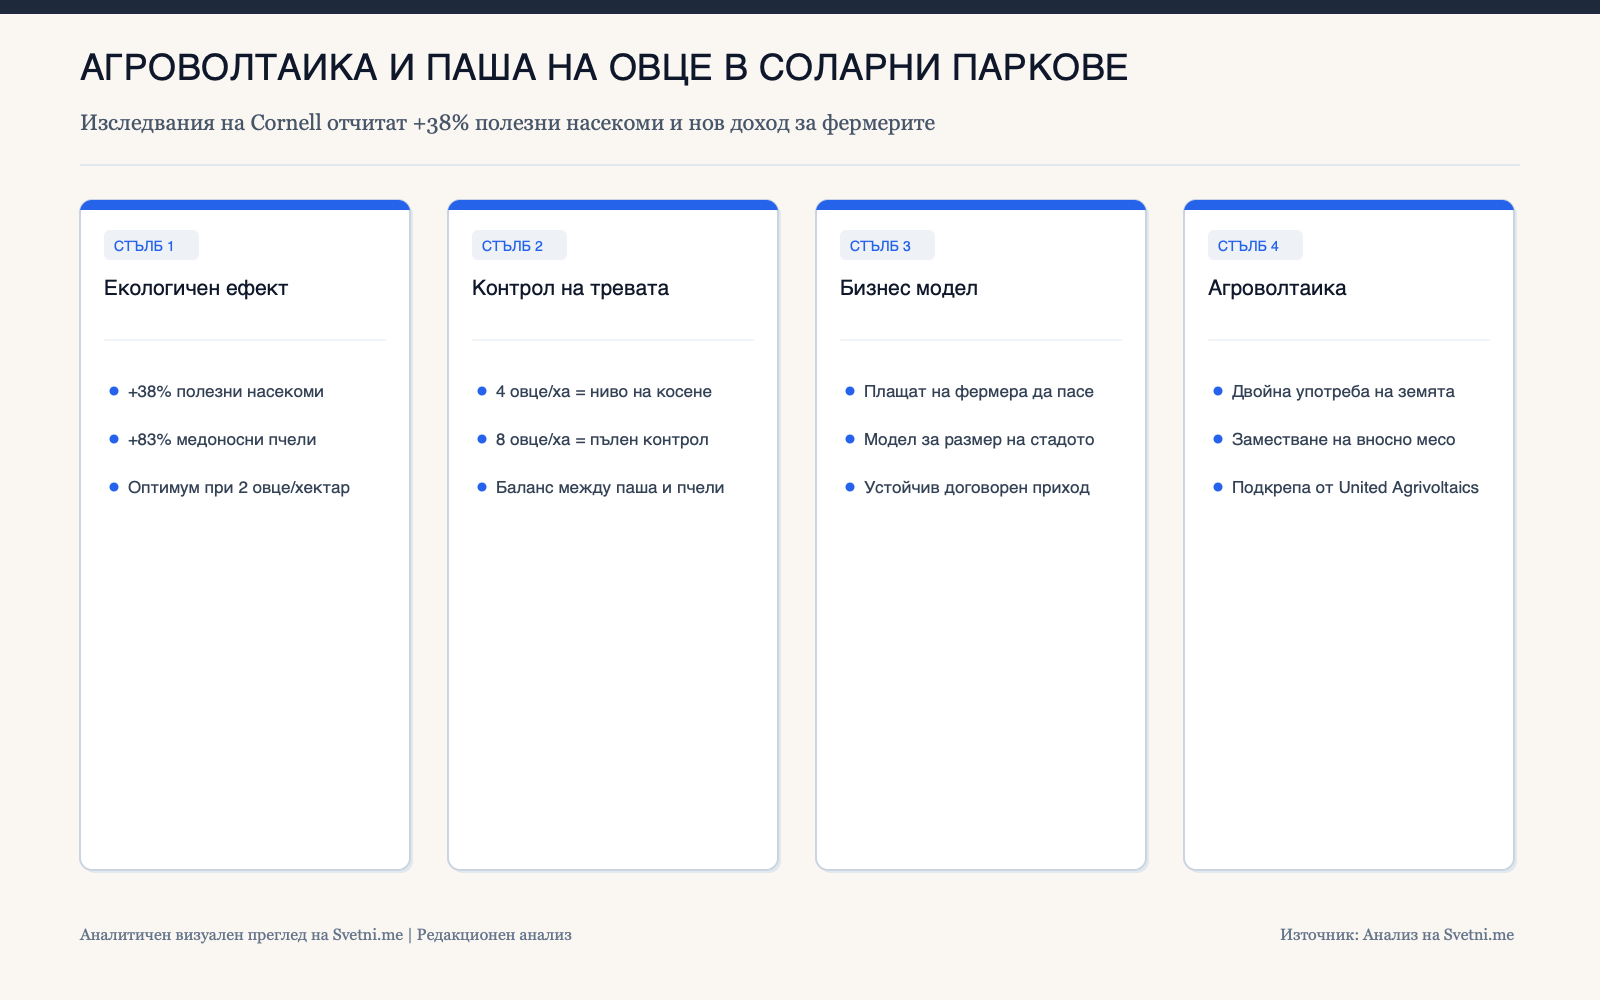 АГРОВОЛТАИКА И ПАША НА ОВЦЕ В СОЛАРНИ ПАРКОВЕ
Изследвания на Cornell отчитат +38% полезни насекоми и нов доход за фермерите
СТЪЛБ 1
Екологичен ефект
+38% полезни насекоми
+83% медоносни пчели
Оптимум при 2 овце/хектар
СТЪЛБ 2
Контрол на тревата
4 овце/ха = ниво на косене
8 овце/ха = пълен контрол
Баланс между паша и пчели
СТЪЛБ 3
Бизнес модел
Плащат на фермера да пасе
Модел за размер на стадото
Устойчив договорен приход
СТЪЛБ 4
Агроволтаика
Двойна употреба на земята
Заместване на вносно месо
Подкрепа от United Agrivoltaics
Аналитичен визуален преглед на Svetni.me | Редакционен анализ
Източник: Анализ на Svetni.me